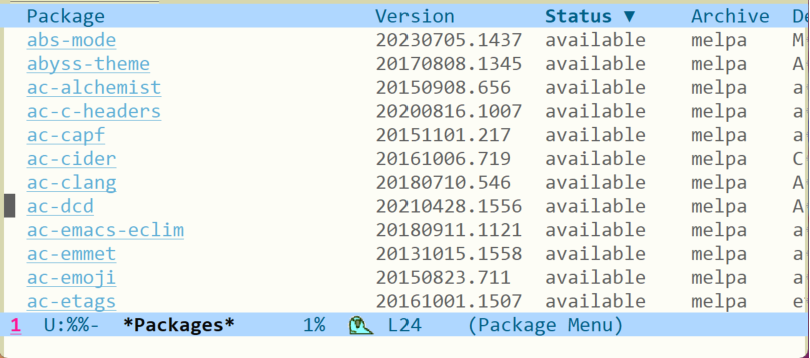 Package Version Status ▼ Archive De
abs-mode 20230705.1437 available melpa M
abyss-theme 20170808.1345 available melpa A
ac-alchemist 20150908.656 available melpa a
ac-c-headers 20200816.1007 available melpa a
ac-capf 20151101.217 available melpa a
ac-cider 20161006.719 available melpa C
ac-clang 20180710.546 available melpa A
ac-dcd 20210428.1556 available melpa A
ac-emacs-eclim 20180911.1121 available melpa a
ac-emmet 20131015.1558 available melpa a
ac-emoji 20150823.711 available melpa a
ac-etags 20161001.1507 available melpa e
1 U:%%- *Packages* 1% L24 (Package Menu)